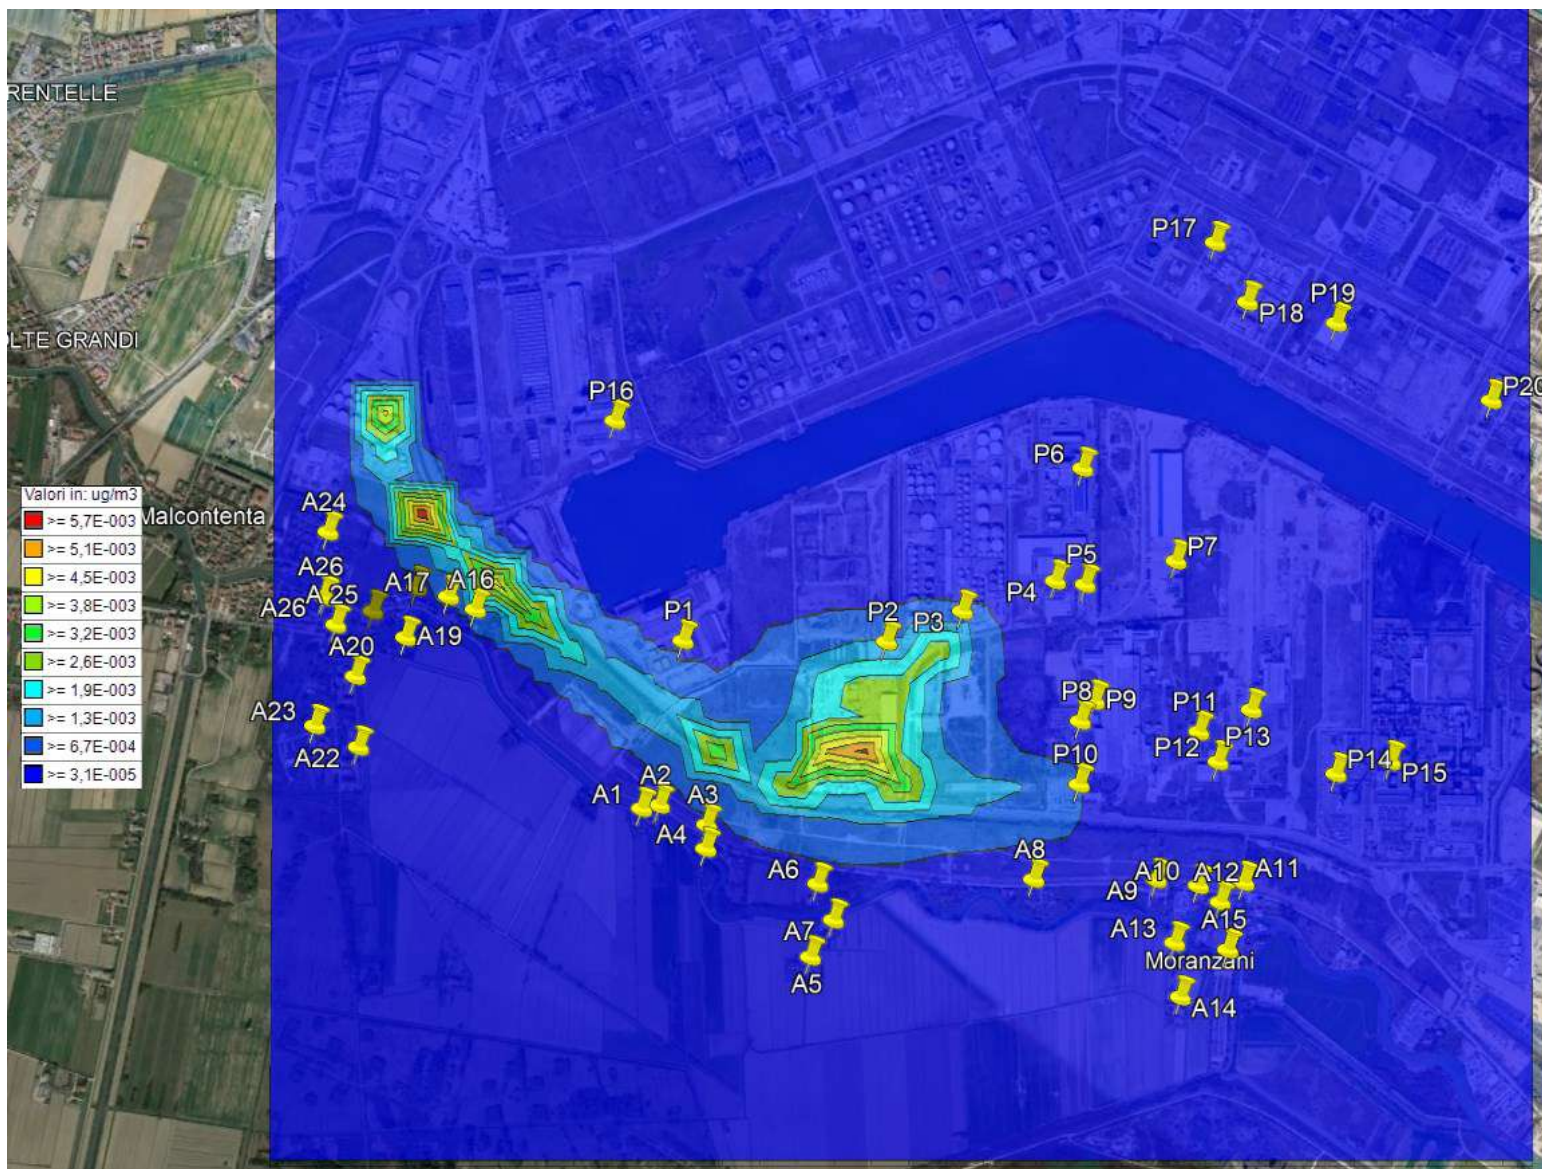 RENTELLE
P17
P19
P18
LTE GRANDI
P20
P16
P6
Valori in: ug/m3
>= 5,7E-003
>= 5,1E-003
>= 4,5E-003
>= 3,8E-003
>= 3,2E-003
>= 2,6E-003
>= 1,9E-003
>= 1,3E-003
>= 6,7E-004
>= 3,1E-005
A24
Malcontenta
P7
P5
P4
A26
A17
A16
A25
A26
P1
P2
P3
A19
A20
P8
P9
A23
P11
A22
P12
P13
P10
P14
P15
A2
A1
A3
A4
A8
A6
A10
A12
A11
A9
A15
A7
A13
Moranzani
A5
A14